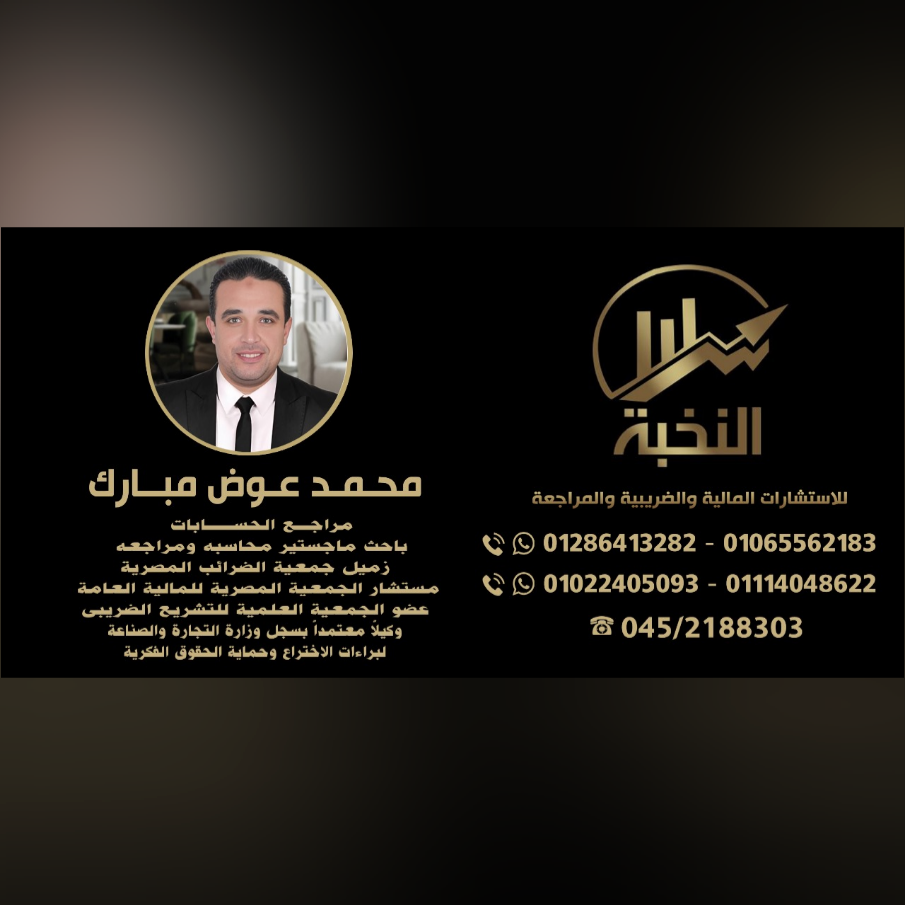 النخبة
للاستشارات المالية والضريبية والمراجعة
01286413282 - 01065562183
01022405093 - 01114048622
045/2188303
محمد عوض مبارك
مراجع الحسابات
باحث ماجستير محاسبه ومراجعه
زميل جمعية الضرائب المصرية
مستشار الجمعية المصرية للمالية العامة
عضو الجمعية العلمية للتشريع الضريبى
وكيلاً معتمداً بسجل وزارة التجارة والصناعة
لبراءات الاختراع وحماية الحقوق الفكرية